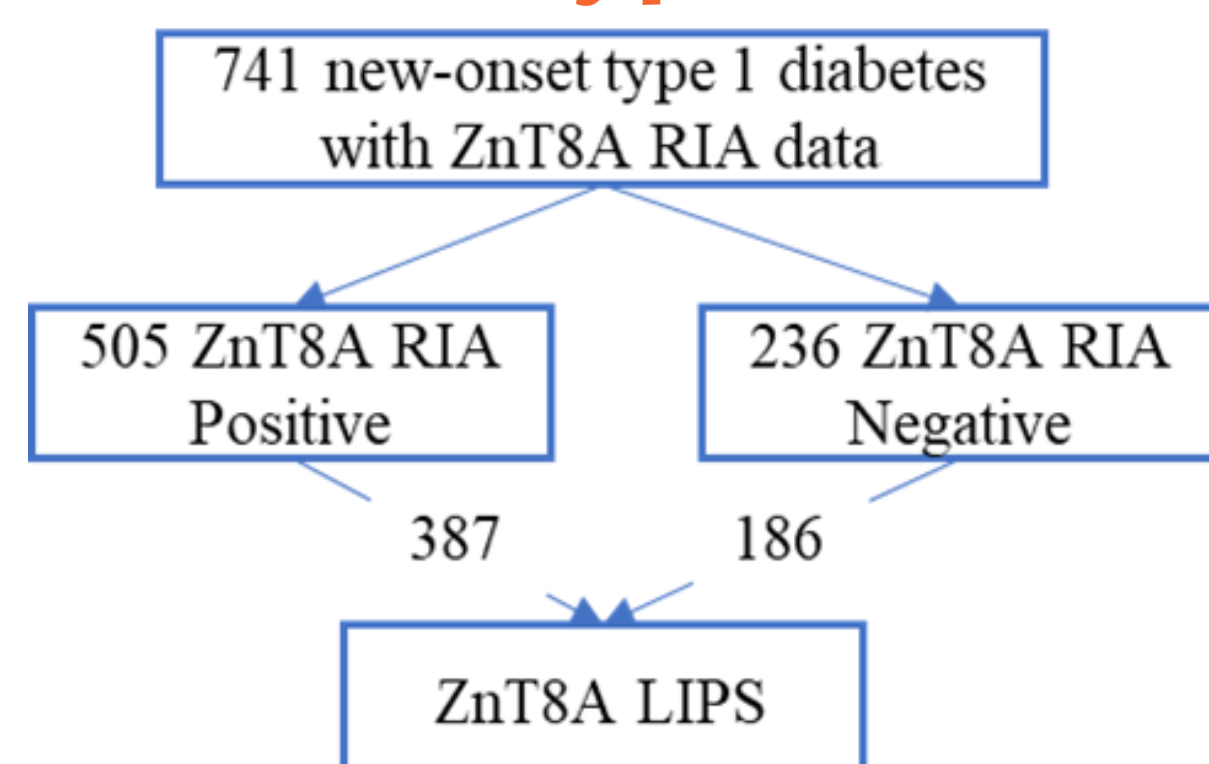 741 new-onset type 1 diabetes
with ZnT8A RIA data
505 ZnT8A RIA
Positive
236 ZnT8A RIA
Negative
387
186
ZnT8A LIPS